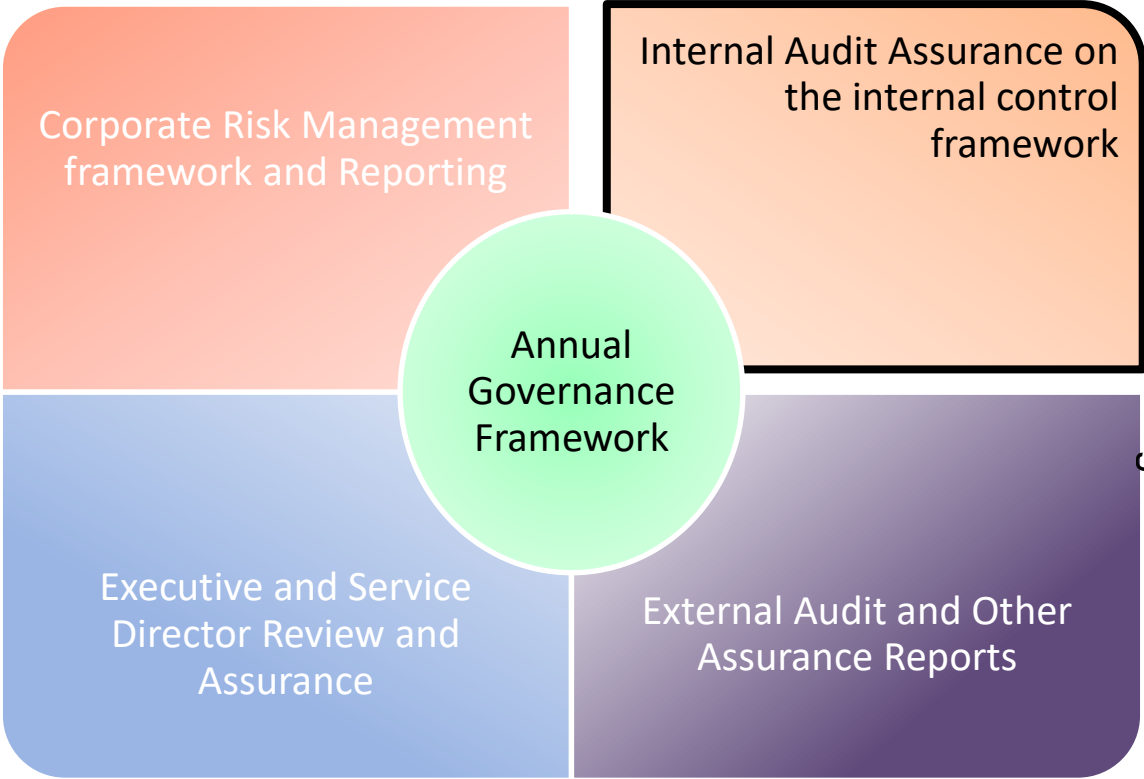 Corporate Risk Management
framework and Reporting
Internal Audit Assurance on
the internal control
framework
Annual
Governance
Framework
Executive and Service
Director Review and
Assurance
External Audit and Other
Assurance Reports